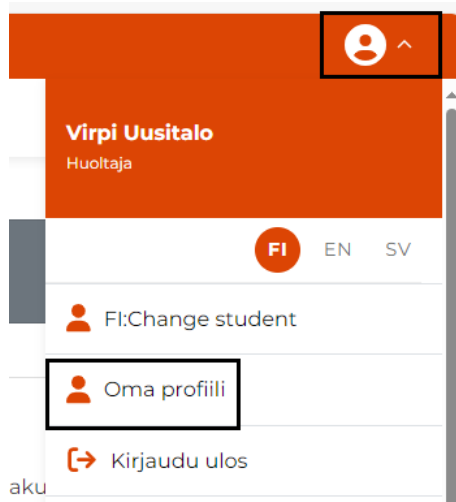 Virpi Uusitalo
Huoltaja
FI EN SV
FI:Change student
Oma profiili
Kirjaudu ulos
aku